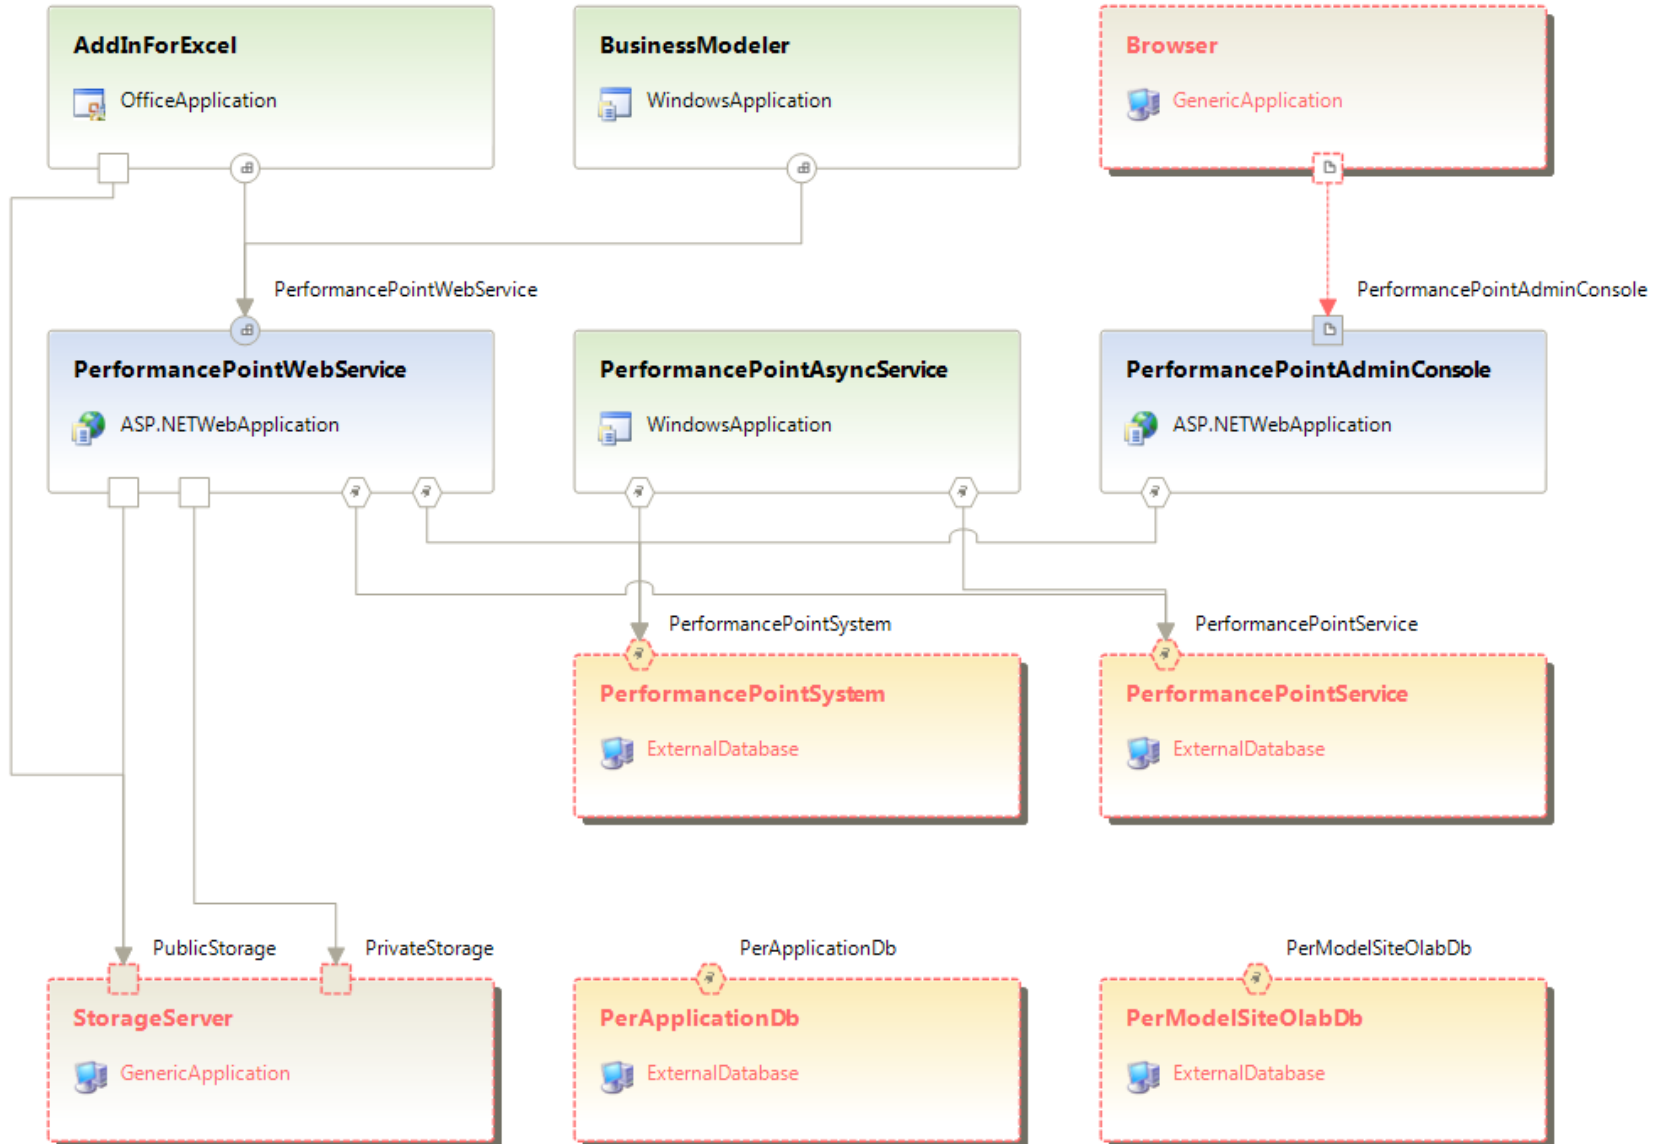 AddInForExcel
OfficeApplication
BusinessModeler
WindowsApplication
Browser
GenericApplication
PerformancePointWebService
PerformancePointAdminConsole
PerformancePointWebService
ASP.NETWebApplication
PerformancePointAsyncService
WindowsApplication
PerformancePointAdminConsole
ASP.NETWebApplication
PerformancePointSystem
PerformancePointService
PerformancePointSystem
ExternalDatabase
PerformancePointService
ExternalDatabase
PublicStorage
PrivateStorage
PerApplicationDb
PerModelSiteOlabDb
StorageServer
GenericApplication
PerApplicationDb
ExternalDatabase
PerModelSiteOlabDb
ExternalDatabase